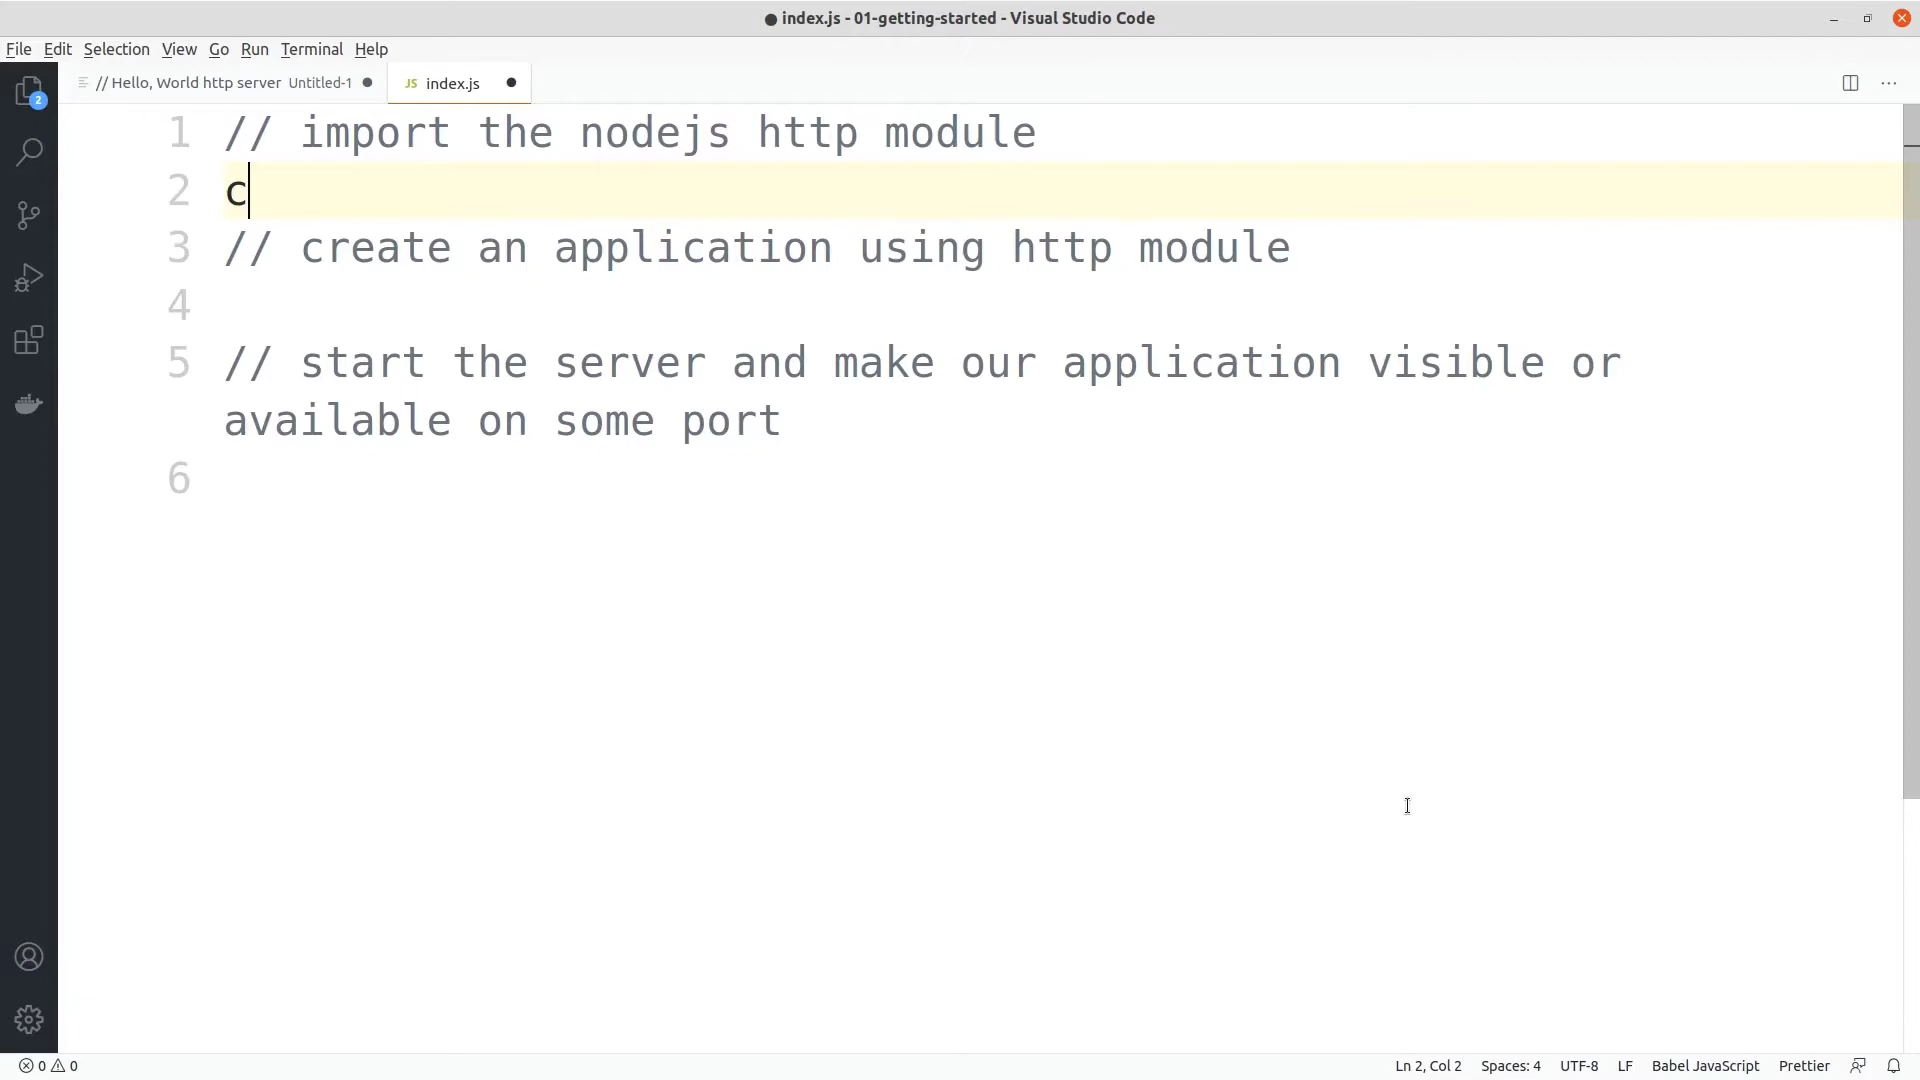 ● index.js - 01-getting-started - Visual Studio Code
File Edit Selection View Go Run Terminal Help
2
// Hello, World http server Untitled-1 ●
JS index.js ●
1 // import the nodejs http module
2 c
3 // create an application using http module
4
5 // start the server and make our application visible or
available on some port
6
0 0
Ln 2, Col 2 Spaces: 4 UTF-8 LF Babel JavaScript Prettier